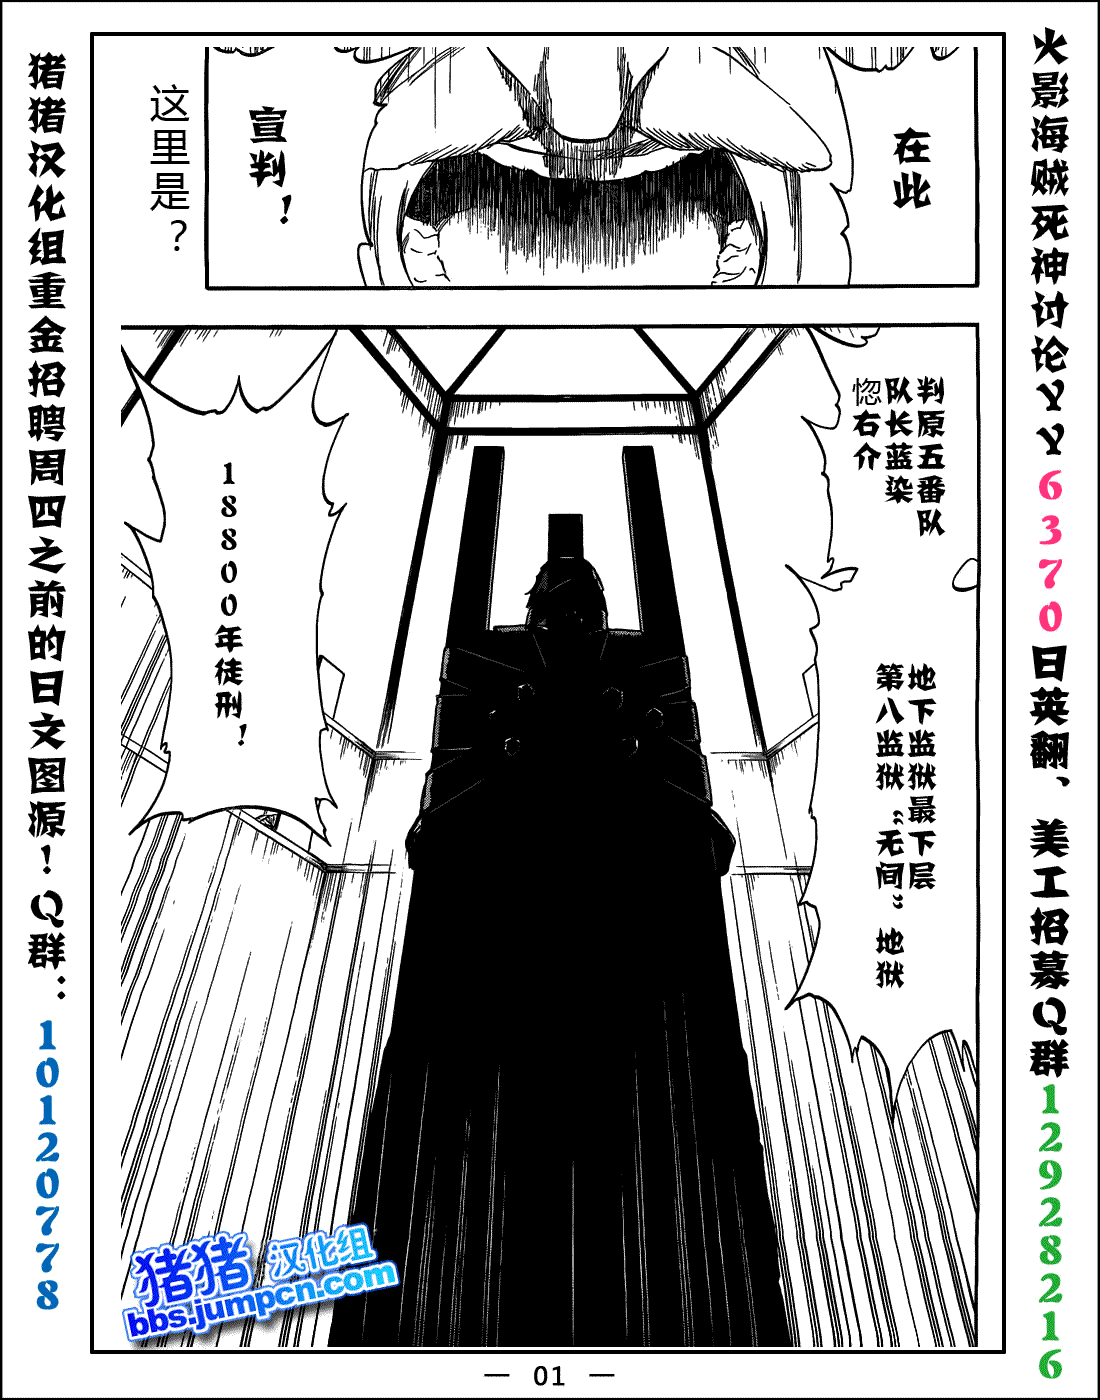 火影海贼死神讨论YY6370日英翻、美工招募Q群12928216
在此
宣判！
这里是？
判原五番队
队长蓝染
惣右介
地下监狱最下层
第八监狱“无间”地狱
18800年徒刑！
猪猪汉化组重金招聘周四之前的日文图源！Q群：10120778
猪猪汉化组
bbs.jumpcn.com
— 01 —